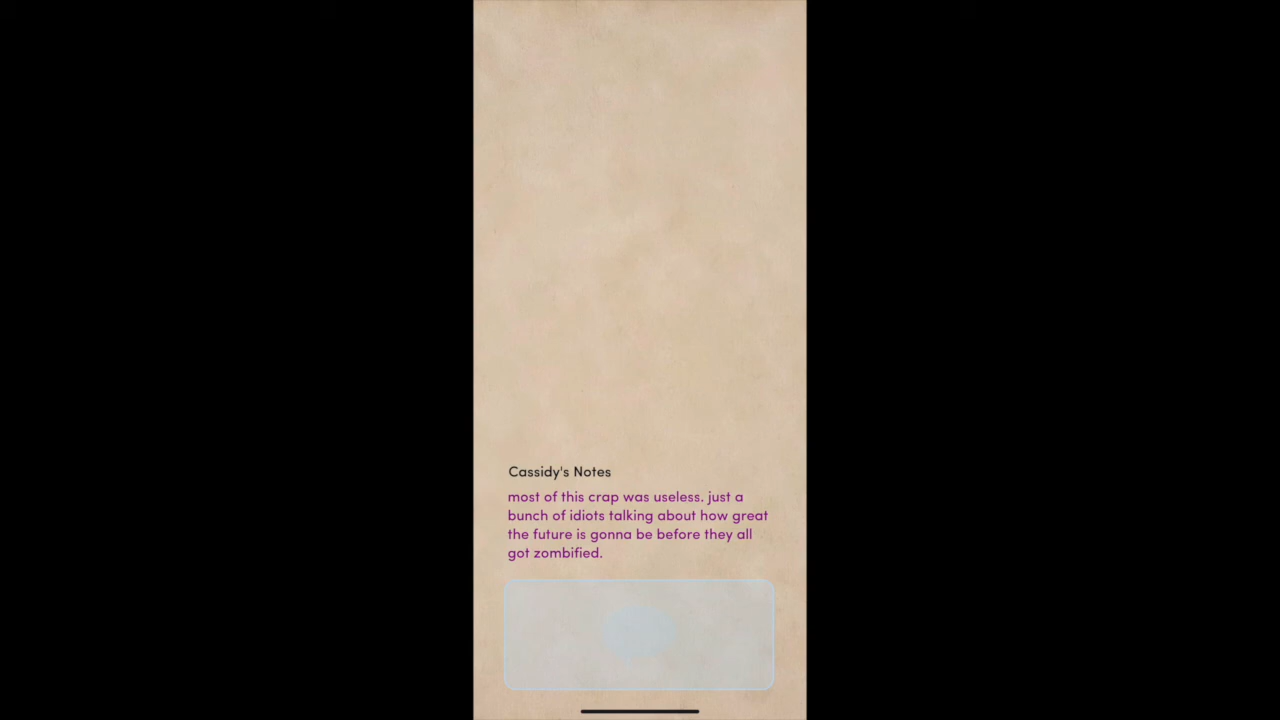 Cassidy's Notes
most of this crap was useless. just a
bunch of idiots talking about how great
the future is gonna be before they all
got zombified.